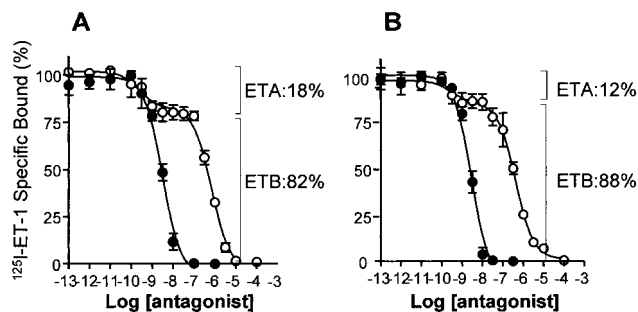 A
¹²⁵I-ET-1 Specific Bound (%)
100
75
50
25
0
ETA:18%
ETB:82%
-13 -12 -11 -10 -9 -8 -7 -6 -5 -4 -3
Log [antagonist]
B
100
75
50
25
0
ETA:12%
ETB:88%
-13 -12 -11 -10 -9 -8 -7 -6 -5 -4 -3
Log [antagonist]